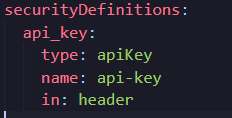 securityDefinitions:
  api_key:
    type: apiKey
    name: api-key
    in: header